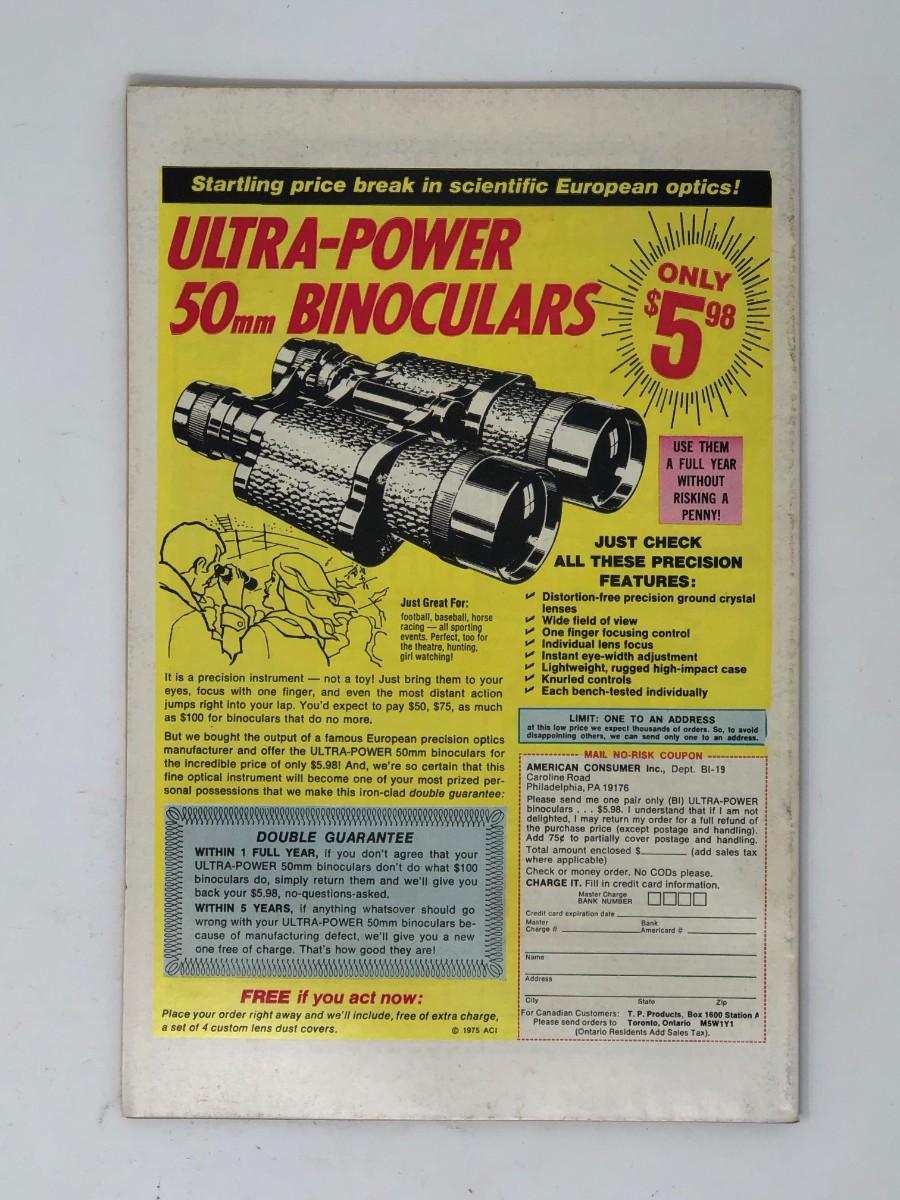 Startling price break in scientific European optics!
ULTRA-POWER
50mm BINOCULARS
ONLY
$5.98
USE THEM
A FULL YEAR
WITHOUT
RISKING A
PENNY!
JUST CHECK
ALL THESE PRECISION
FEATURES:
✓ Distortion-free precision ground crystal
lenses
✓ Wide field of view
✓ One finger focusing control
✓ Individual lens focus
✓ Instant eye-width adjustment
✓ Lightweight, rugged high-impact case
✓ Knurled controls
✓ Each bench-tested individually
Just Great For:
football, baseball, horse
racing — all sporting
events. Perfect, too for
the theatre, hunting,
girl watching!
It is a precision instrument — not a toy! Just bring them to your
eyes, focus with one finger, and even the most distant action
jumps right into your lap. You'd expect to pay $50, $75, as much
as $100 for binoculars that do no more.
But we bought the output of a famous European precision optics
manufacturer and offer the ULTRA-POWER 50mm binoculars for
the incredible price of only $5.98! And, we're so certain that this
fine optical instrument will become one of your most prized per-
sonal possessions that we make this iron-clad double guarantee:
DOUBLE GUARANTEE
WITHIN 1 FULL YEAR, if you don't agree that your
ULTRA-POWER 50mm binoculars don't do what $100
binoculars do, simply return them and we'll give you
back your $5.98, no-questions-asked.
WITHIN 5 YEARS, if anything whatsoever should go
wrong with your ULTRA-POWER 50mm binoculars be-
cause of manufacturing defect, we'll give you a new
one free of charge. That's how good they are!
FREE if you act now:
Place your order right away and we'll include, free of extra charge,
a set of 4 custom lens dust covers.
© 1975 ACI
LIMIT: ONE TO AN ADDRESS
at this low price we expect thousands of orders. So, to avoid
disappointing others, we can send only one to an address.
MAIL NO-RISK COUPON
AMERICAN CONSUMER Inc., Dept. BI-19
Caroline Road
Philadelphia, PA 19176
Please send me one pair only (BI) ULTRA-POWER
binoculars . . . $5.98. I understand that if I am not
delighted, I may return my order for a full refund of
the purchase price (except postage and handling).
Add 75¢ to partially cover postage and handling.
Total amount enclosed $________ (add sales tax
where applicable)
Check or money order. No CODs please.
CHARGE IT. Fill in credit card information.
Master Charge
BANK NUMBER
Credit card expiration date
Master Bank
Charge # Americard #
Name
Address
City State Zip
For Canadian Customers: T. P. Products, Box 1600 Station A
Please send orders to Toronto, Ontario M5W1Y1
(Ontario Residents Add Sales Tax).